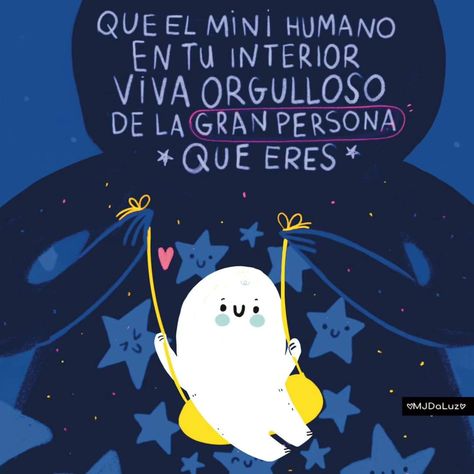 QUE EL MINI HUMANO
EN TU INTERIOR
VIVA ORGULLOSO
DE LA GRAN PERSONA
QUE ERES
♡MJDaLuz♡